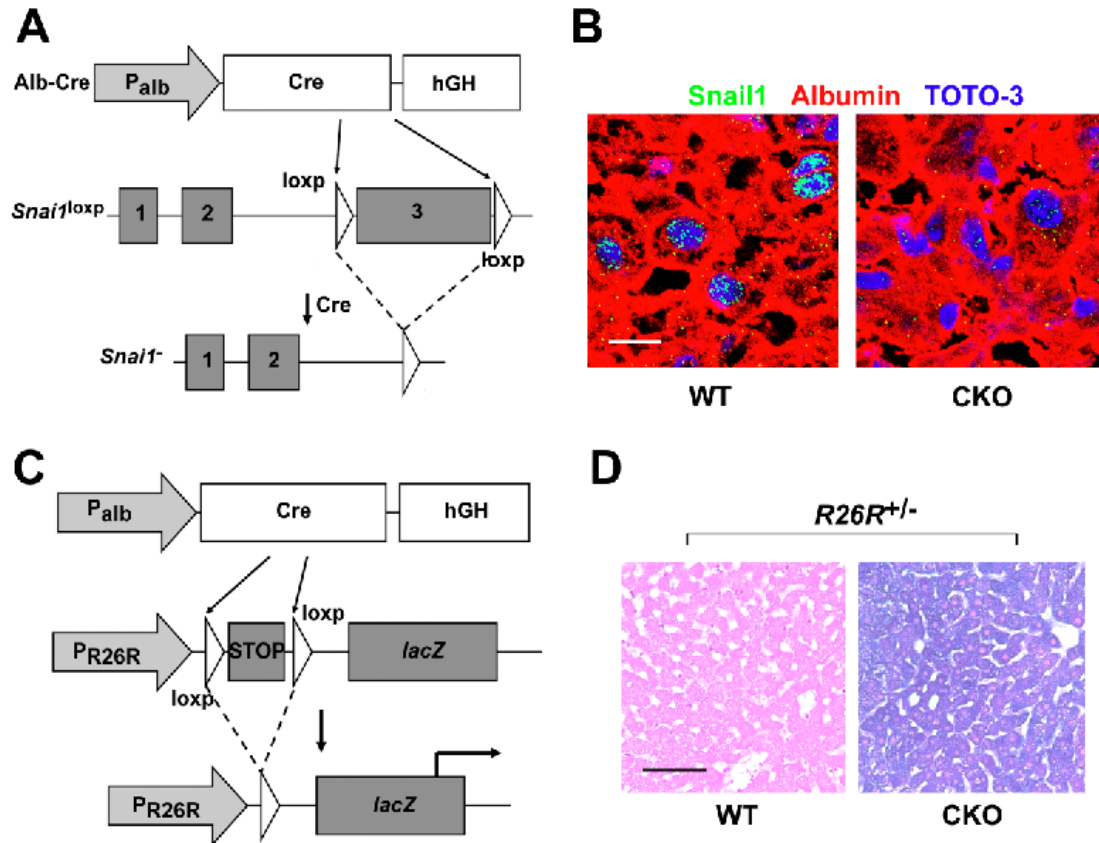 A
Alb-Cre Palb Cre hGH
loxp
Snai1loxp 1 2 3
loxp
Cre
Snai1- 1 2
B
Snail1 Albumin TOTO-3
WT CKO
C
Palb Cre hGH
loxp
PR26R STOP lacZ
loxp
PR26R lacZ
D
R26R+/-
WT CKO